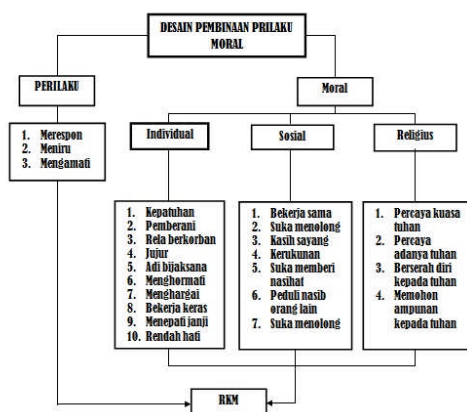 DESAIN PEMBINAAN PRILAKU
MORAL
PERILAKU
Moral
1. Merespon
2. Meniru
3. Mengamati
Individual
Sosial
Religius
1. Kepatuhan
2. Pemberani
3. Rela berkorban
4. Jujur
5. Adi bijaksana
6. Menghormati
7. Menghargai
8. Bekerja keras
9. Menepati janji
10. Rendah hati
1. Bekerja sama
2. Suka menolong
3. Kasih sayang
4. Kerukunan
5. Suka memberi
nasihat
6. Peduli nasib
orang lain
7. Suka menolong
1. Percaya kuasa
tuhan
2. Percaya
adanya tuhan
3. Berserah diri
kepada tuhan
4. Memohon
ampunan
kepada tuhan
RKM